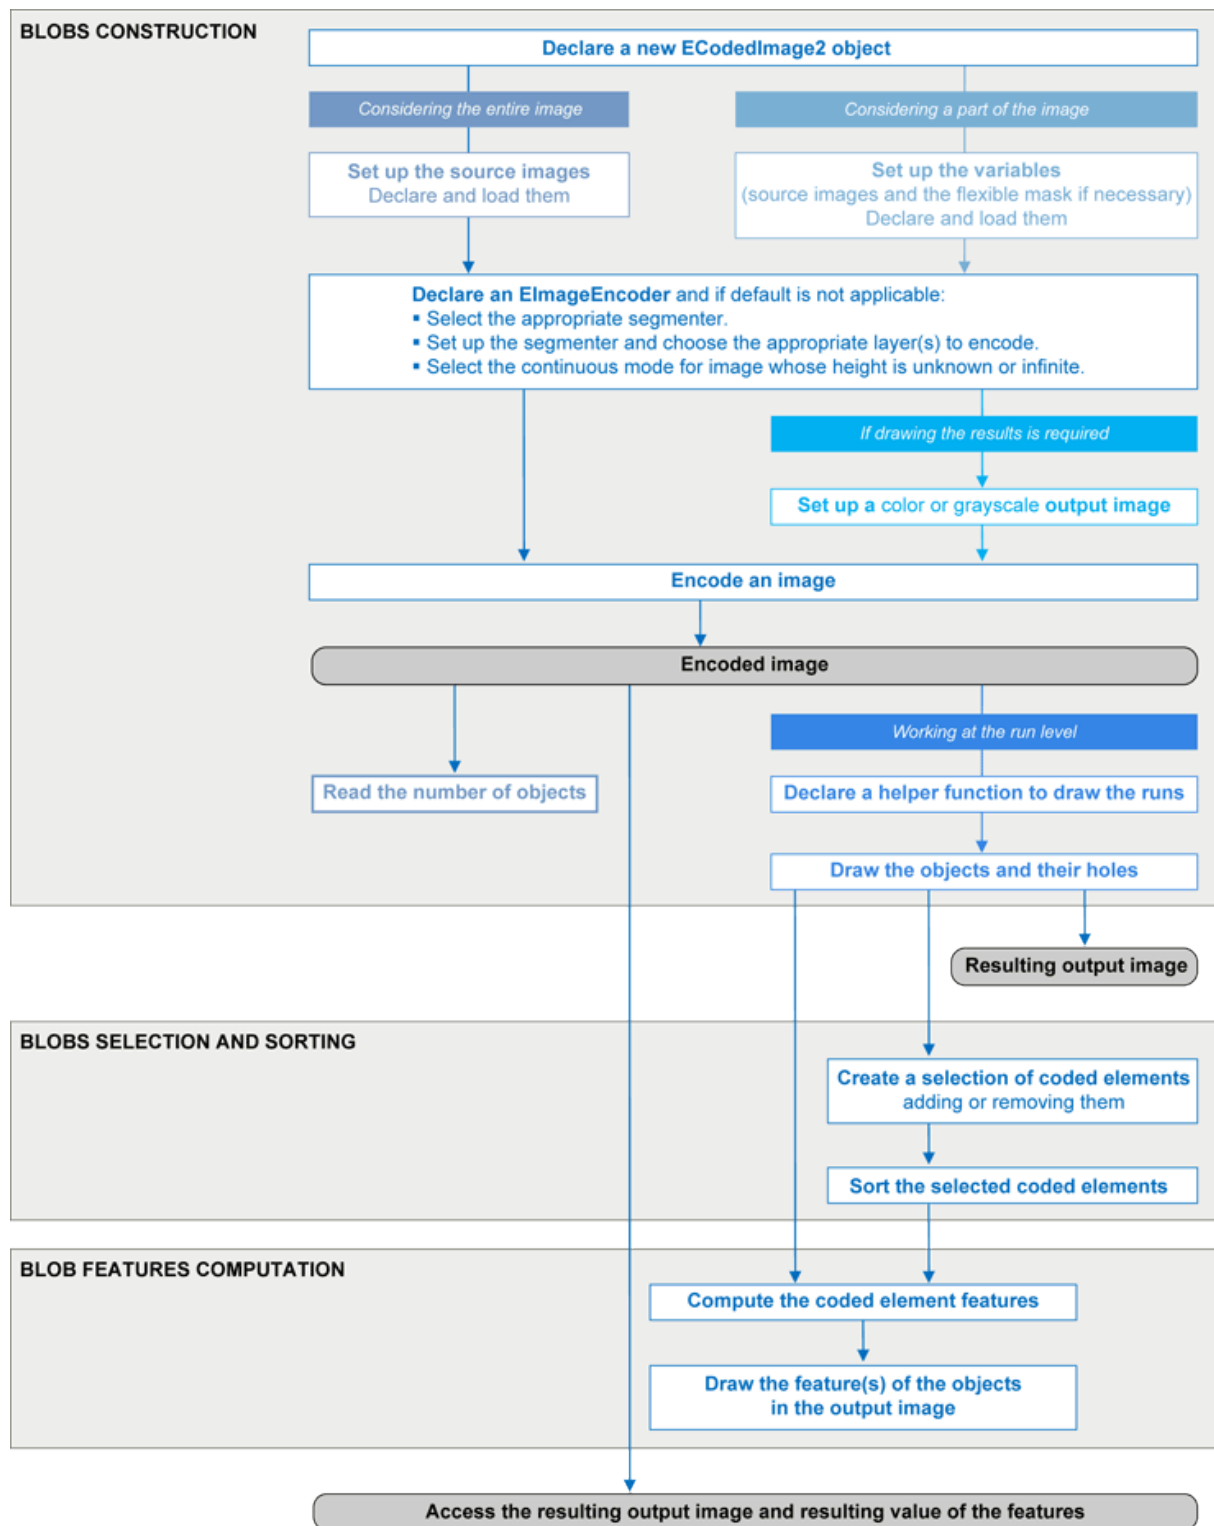 BLOBS CONSTRUCTION
Declare a new ECodedImage2 object
Considering the entire image
Considering a part of the image
Set up the source images
Declare and load them
Set up the variables
(source images and the flexible mask if necessary)
Declare and load them
Declare an EImageEncoder and if default is not applicable:
▪ Select the appropriate segmenter.
▪ Set up the segmenter and choose the appropriate layer(s) to encode.
▪ Select the continuous mode for image whose height is unknown or infinite.
If drawing the results is required
Set up a color or grayscale output image
Encode an image
Encoded image
Working at the run level
Read the number of objects
Declare a helper function to draw the runs
Draw the objects and their holes
Resulting output image
BLOBS SELECTION AND SORTING
Create a selection of coded elements
adding or removing them
Sort the selected coded elements
BLOB FEATURES COMPUTATION
Compute the coded element features
Draw the feature(s) of the objects
in the output image
Access the resulting output image and resulting value of the features